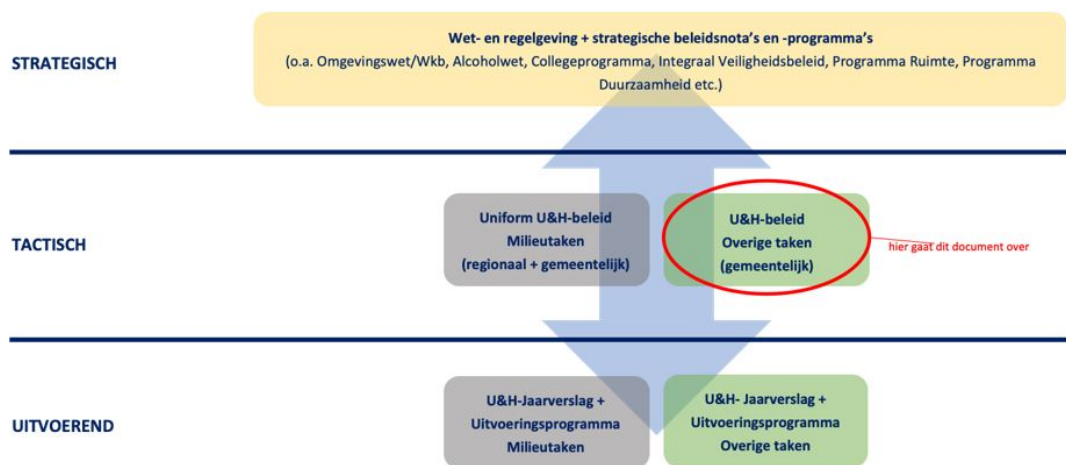 STRATEGISCH
Wet- en regelgeving + strategische beleidsnota's en -programma's
(o.a. Omgevingswet/Wkb, Alcoholwet, Collegeprogramma, Integraal Veiligheidsbeleid, Programma Ruimte, Programma
Duurzaamheid etc.)
TACTISCH
Uniform U&H-beleid
Milieutaken
(regionaal + gemeentelijk)
U&H-beleid
Overige taken
(gemeentelijk)
hier gaat dit document over
UITVOEREND
U&H-Jaarverslag +
Uitvoeringsprogramma
Milieutaken
U&H- Jaarverslag +
Uitvoeringsprogramma
Overige taken